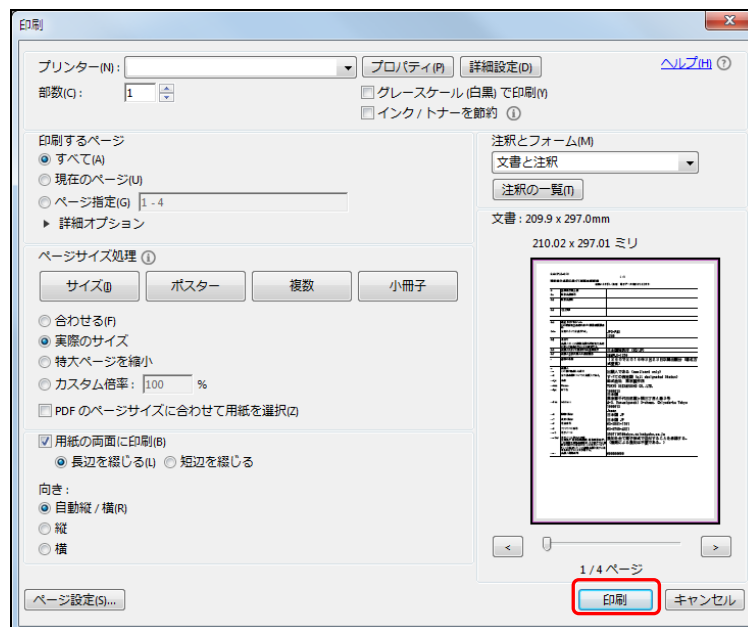 印刷
プリンター(N): プロパティ(P) 詳細設定(D) ヘルプ(H)
部数(C): 1 グレースケール (白黒) で印刷(Y)
インク / トナーを節約
印刷するページ
すべて(A)
現在のページ(U)
ページ指定(G) 1 - 4
詳細オプション
ページサイズ処理
サイズ(I) ポスター 複数 小冊子
合わせる(F)
実際のサイズ
特大ページを縮小
カスタム倍率: 100 %
PDF のページサイズに合わせて用紙を選択(Z)
用紙の両面に印刷(B)
長辺を綴じる(L) 短辺を綴じる
向き:
自動縦 / 横(R)
縦
横
注釈とフォーム(M)
文書と注釈
注釈の一覧(T)
文書: 209.9 x 297.0mm
210.02 x 297.01 ミリ
< >
1 / 4 ページ
ページ設定(S)... 印刷 キャンセル